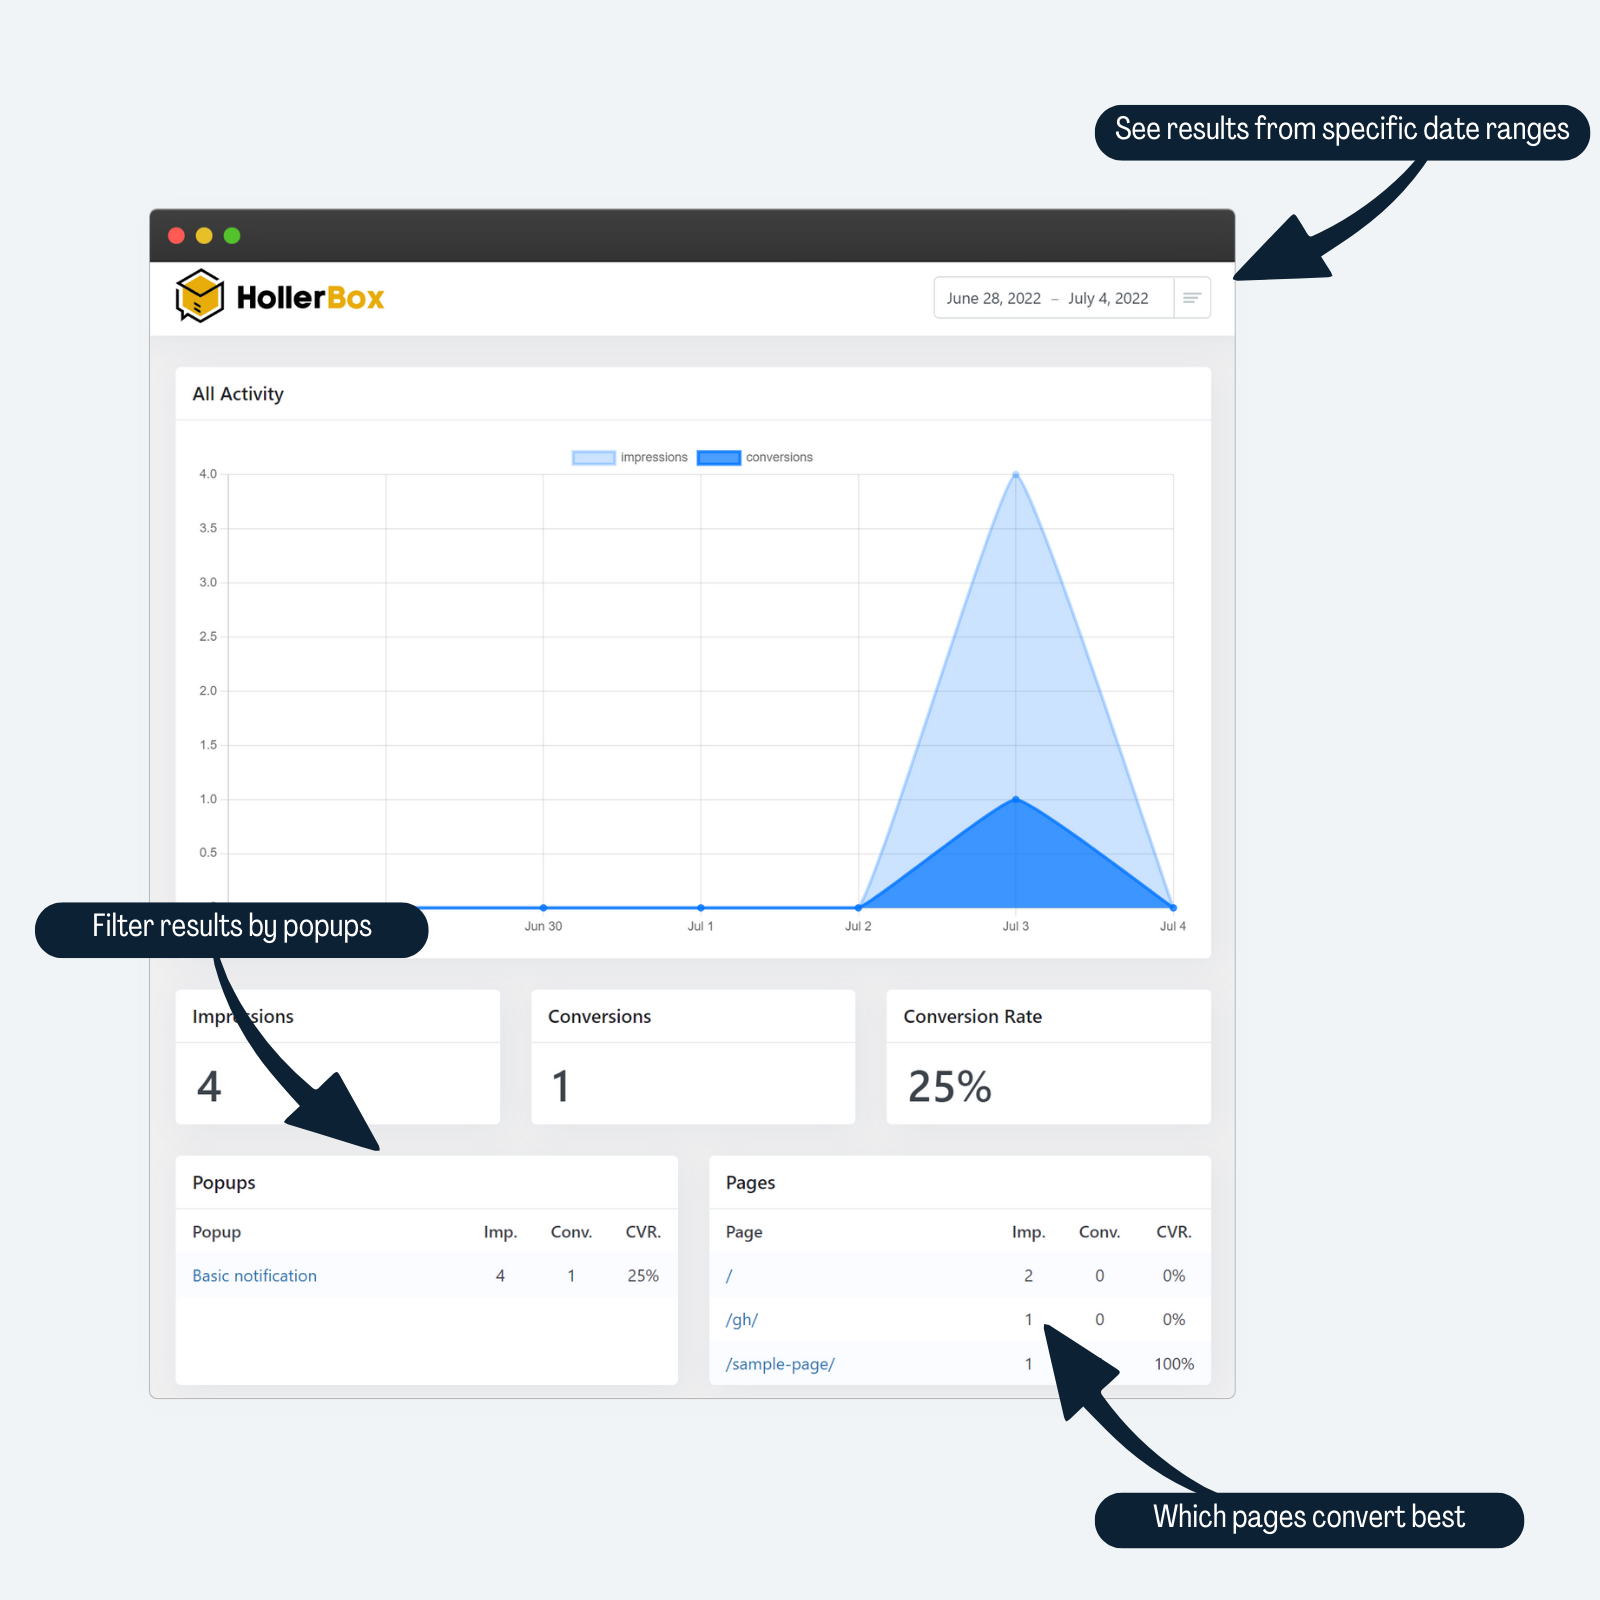 See results from specific date ranges
HollerBox
June 28, 2022 – July 4, 2022
All Activity
impressions conversions
4.0
3.5
3.0
2.5
2.0
1.5
1.0
0.5
Jun 30 Jul 1 Jul 2 Jul 3 Jul 4
Filter results by popups
Impressions Conversions Conversion Rate
4 1 25%
Popups
Popup Imp. Conv. CVR.
Basic notification 4 1 25%
Pages
Page Imp. Conv. CVR.
/ 2 0 0%
/gh/ 1 0 0%
/sample-page/ 1 100%
Which pages convert best